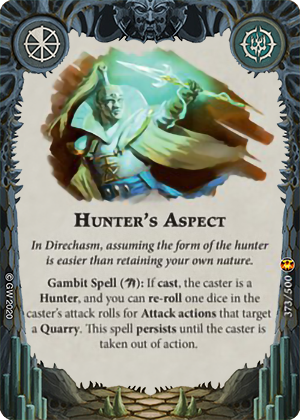 HUNTER'S ASPECT
In Direchasm, assuming the form of the hunter
is easier than retaining your own nature.
Gambit Spell (): If cast, the caster is a
Hunter, and you can re-roll one dice in the
caster's attack rolls for Attack actions that target
a Quarry. This spell persists until the caster is
taken out of action.
© GW 2020
373/500